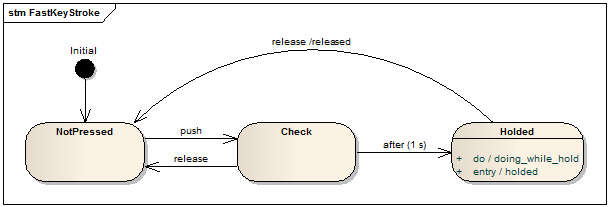 stm FastKeyStroke
Initial
release /released
NotPressed
push
Check
after (1 s)
Holded
release
+ do / doing_while_hold
+ entry / holded